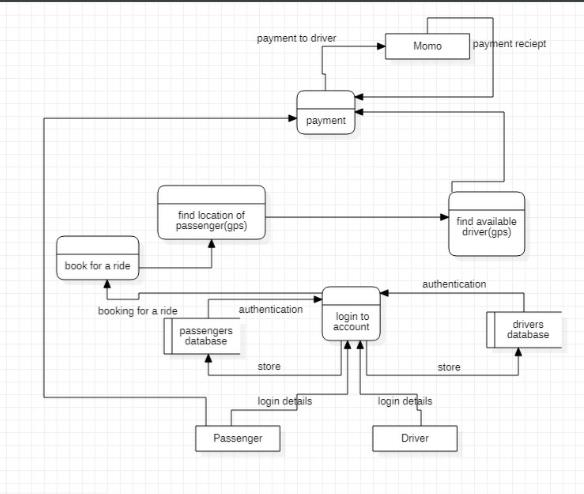 payment to driver
Momo
payment reciept
payment
find location of
passenger(gps)
find available
driver(gps)
book for a ride
authentication
booking for a ride
authentication
login to
account
passengers
database
drivers
database
store
store
login details
login details
Passenger
Driver